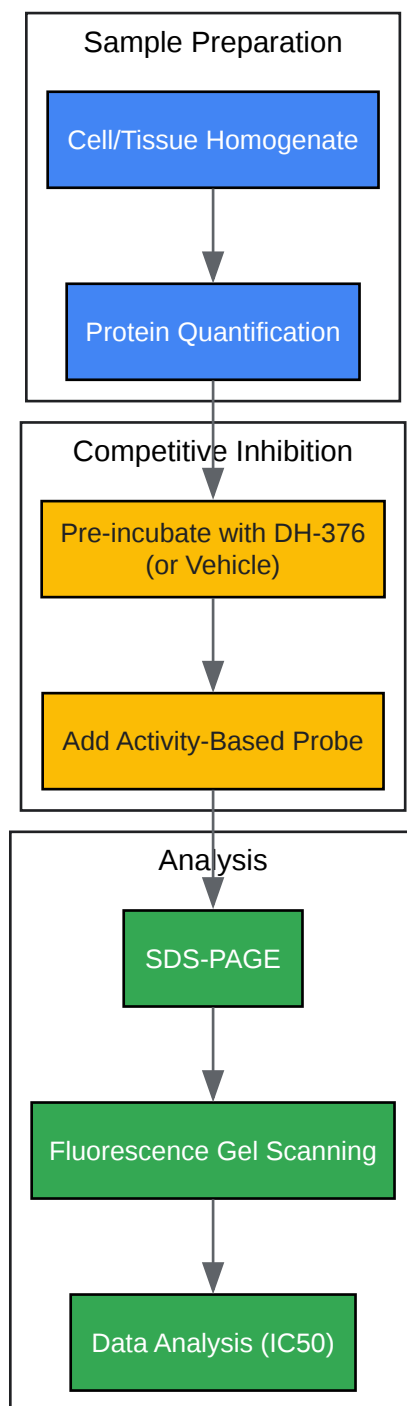 Sample Preparation
Cell/Tissue Homogenate
Protein Quantification
Competitive Inhibition
Pre-incubate with DH-376
(or Vehicle)
Add Activity-Based Probe
Analysis
SDS-PAGE
Fluorescence Gel Scanning
Data Analysis (IC50)